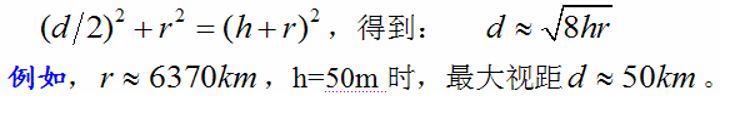 (d/2)² + r² = (h + r)²，得到： d ≈ √8hr
例如，r ≈ 6370km，h=50m 时，最大视距 d ≈ 50km。